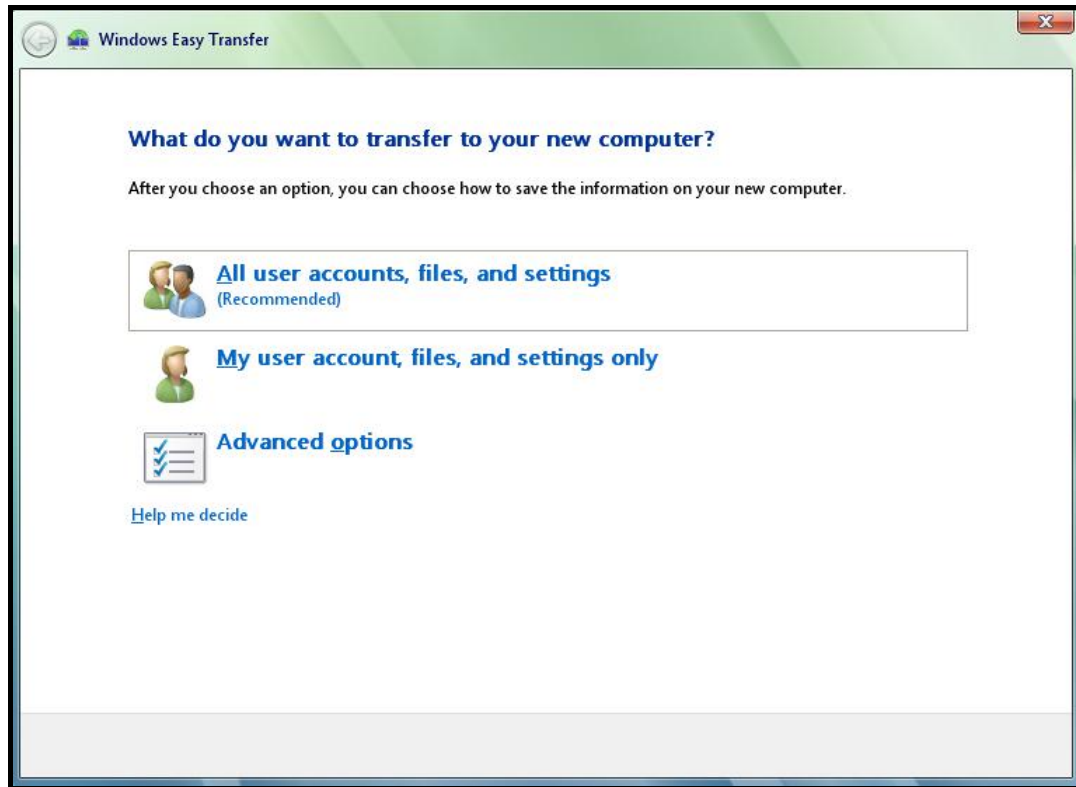 Windows Easy Transfer
What do you want to transfer to your new computer?
After you choose an option, you can choose how to save the information on your new computer.
All user accounts, files, and settings
(Recommended)
My user account, files, and settings only
Advanced options
Help me decide